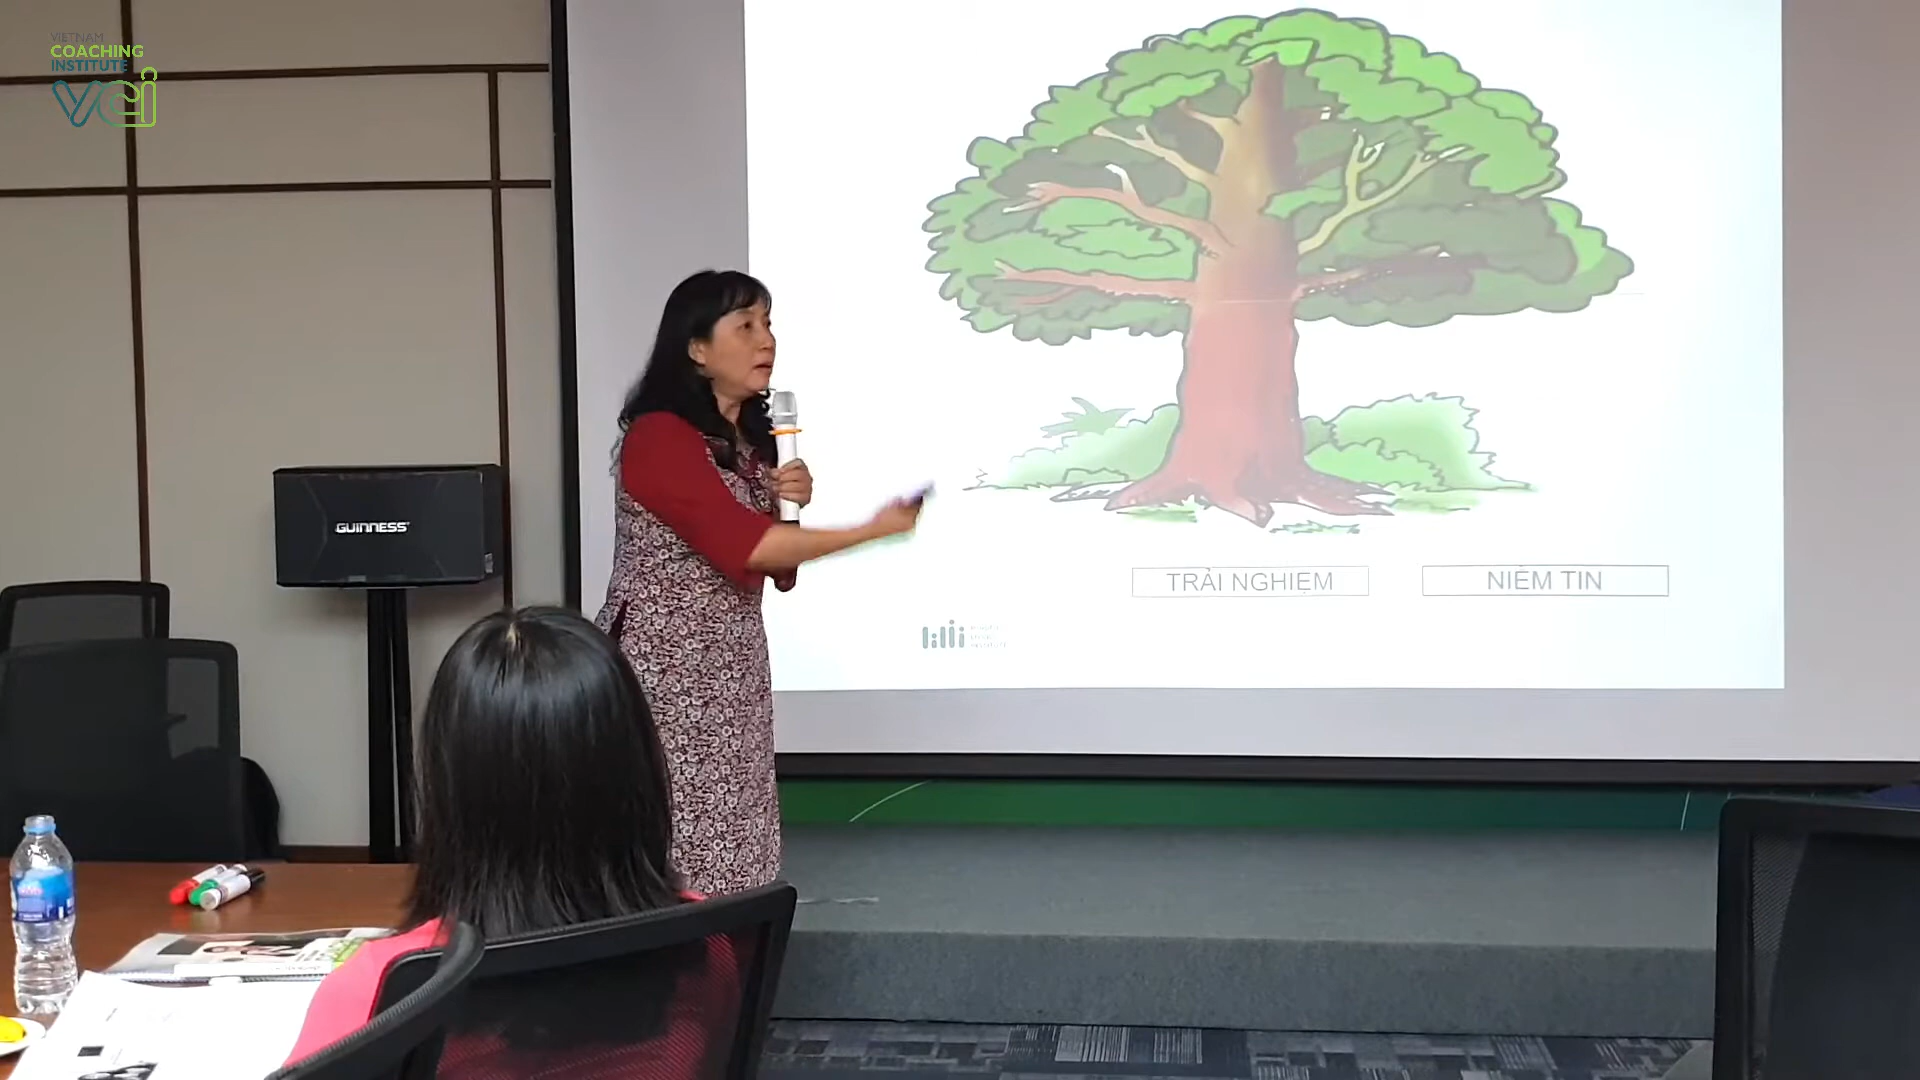 VIETNAM
COACHING
INSTITUTE
vci
GUINNESS
TRẢI NGHIỆM
NIỀM TIN